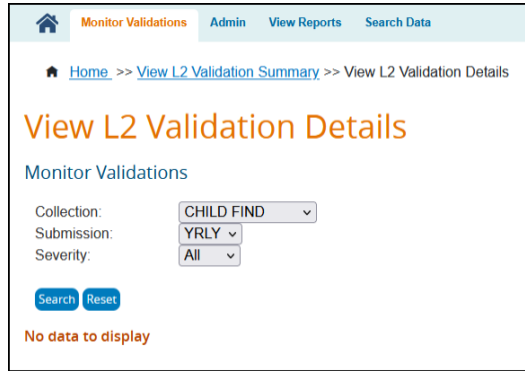 Monitor Validations Admin View Reports Search Data
Home >> View L2 Validation Summary >> View L2 Validation Details
View L2 Validation Details
Monitor Validations
Collection: CHILD FIND
Submission: YRLY
Severity: All
Search Reset
No data to display